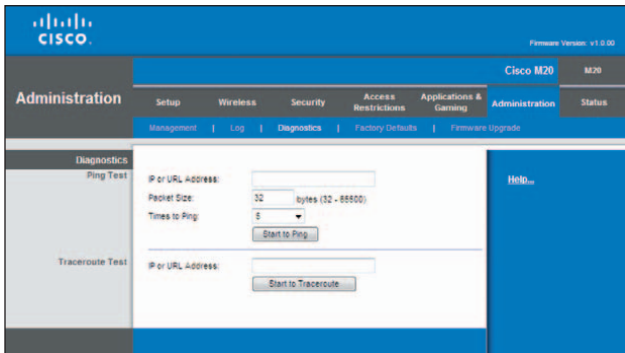 CISCO
Firmware Version: v1.0.00
Cisco M20 M20
Administration
Setup Wireless Security Access Restrictions Applications & Gaming Administration Status
Management | Log | Diagnostics | Factory Defaults | Firmware Upgrade
Diagnostics
Ping Test
IP or URL Address:
Packet Size: 32 bytes (32 - 65500)
Times to Ping: 5
Start to Ping
Traceroute Test
IP or URL Address:
Start to Traceroute
Help...